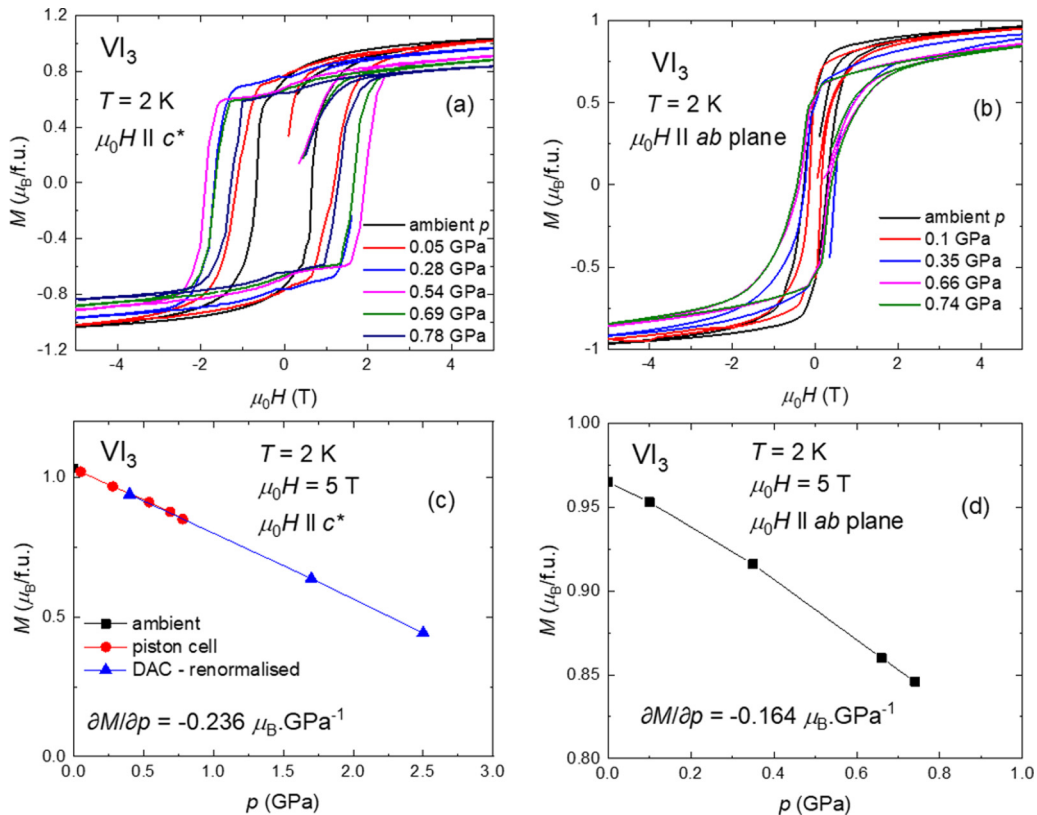 VI3
T = 2 K
μ0H || c*
(a)
1.2
0.8
0.4
0.0
-0.4
-0.8
-1.2
M (μB/f.u.)
ambient p
0.05 GPa
0.28 GPa
0.54 GPa
0.69 GPa
0.78 GPa
-4 -2 0 2 4
μ0H (T)
VI3
T = 2 K
μ0H || ab plane
(b)
1
0.5
0
-0.5
-1
M (μB/f.u.)
ambient p
0.1 GPa
0.35 GPa
0.66 GPa
0.74 GPa
-4 -2 0 2 4
μ0H (T)
VI3
T = 2 K
μ0H = 5 T
μ0H || c*
(c)
1.0
0.5
0.0
M (μB/f.u.)
ambient
piston cell
DAC - renormalised
∂M/∂p = -0.236 μB.GPa-1
0.0 0.5 1.0 1.5 2.0 2.5 3.0
p (GPa)
VI3
T = 2 K
μ0H = 5 T
μ0H || ab plane
(d)
1.00
0.95
0.90
0.85
0.80
M (μB/f.u.)
∂M/∂p = -0.164 μB.GPa-1
0.0 0.2 0.4 0.6 0.8 1.0
p (GPa)